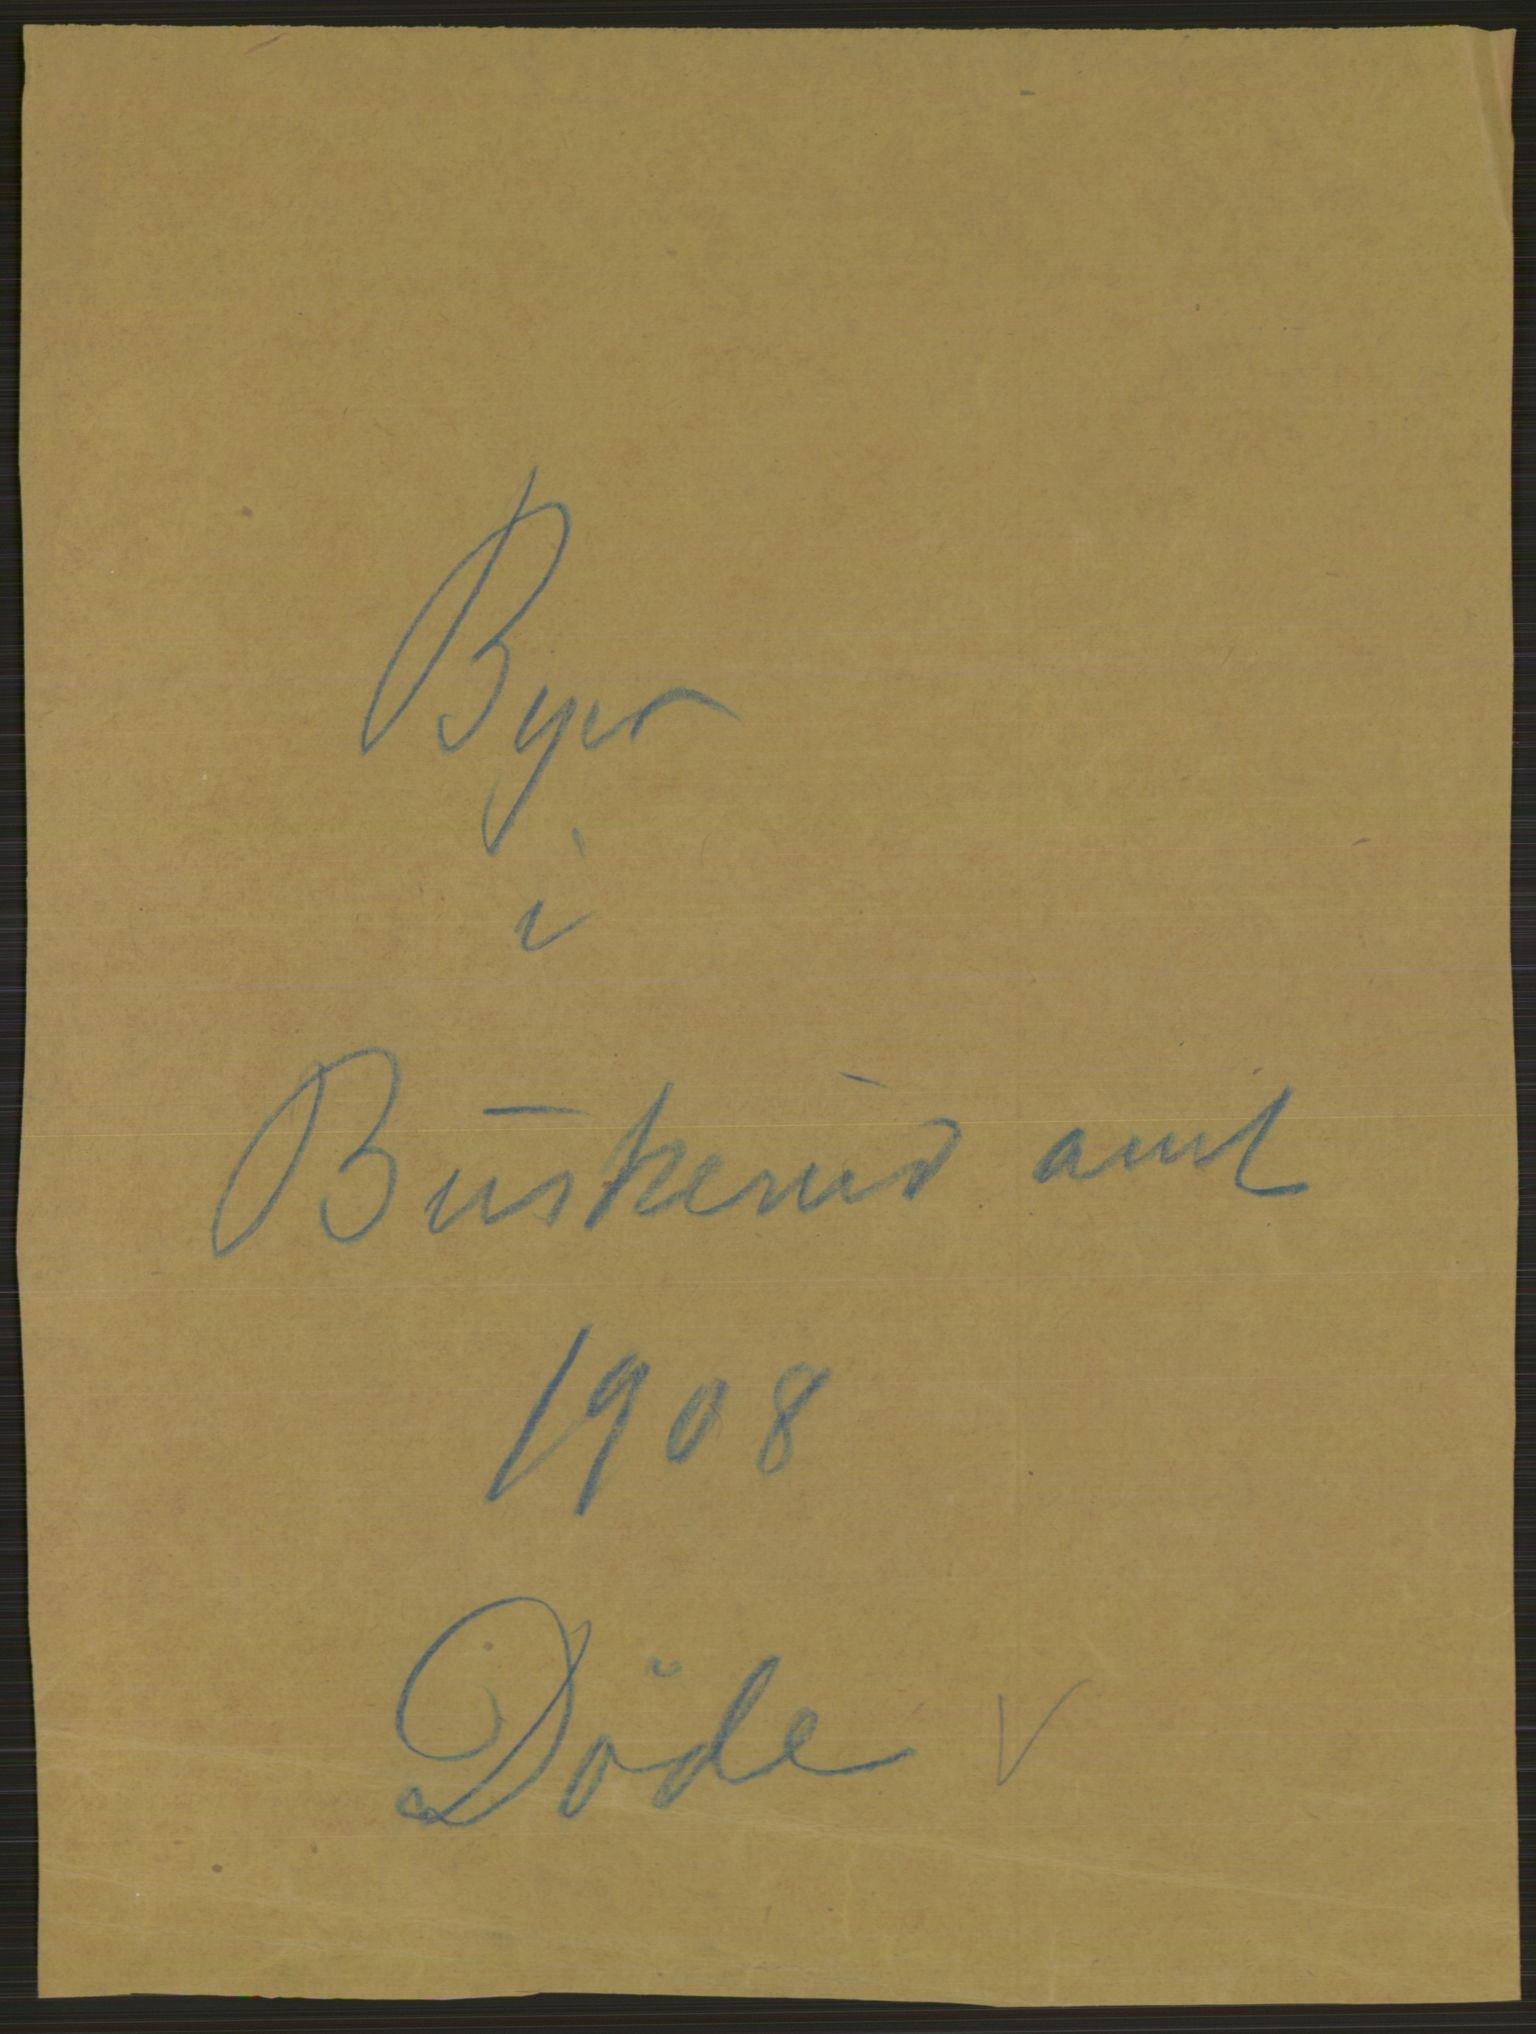 Byer
i
Buskerud amt
1908
Döde V